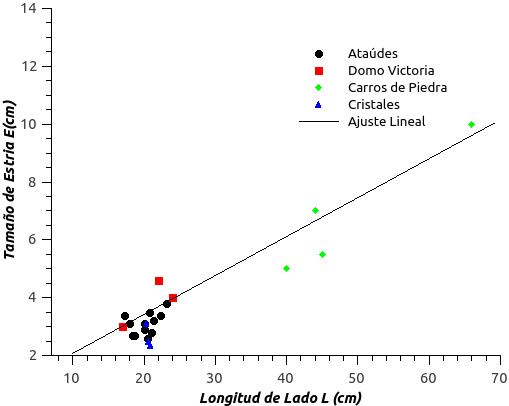 14
12
10
8
6
4
2
Tamaño de Estria E(cm)
Ataúdes
Domo Victoria
Carros de Piedra
Cristales
Ajuste Lineal
10 20 30 40 50 60 70
Longitud de Lado L (cm)